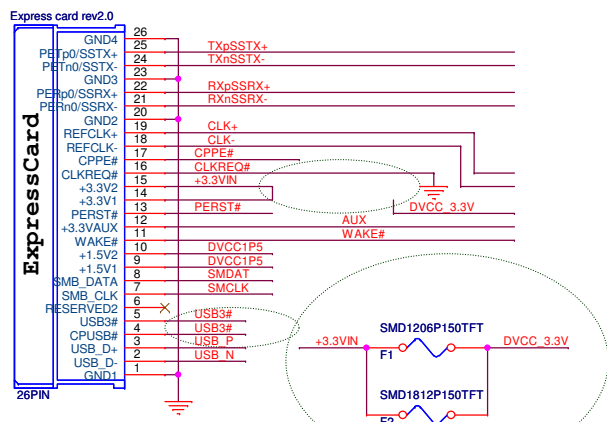 Express card rev2.0
ExpressCard
26PIN
GND4 26
PETp0/SSTX+ 25 TXpSSTX+
PETn0/SSTX- 24 TXnSSTX-
GND3 23
PERp0/SSRX+ 22 RXpSSRX+
PERn0/SSRX- 21 RXnSSRX-
GND2 20
REFCLK+ 19 CLK+
REFCLK- 18 CLK-
CPPE# 17 CPPE#
CLKREQ# 16 CLKREQ#
+3.3V2 15 +3.3VIN
+3.3V1 14
PERST# 13 PERST# DVCC_3.3V
+3.3VAUX 12 AUX
WAKE# 11 WAKE#
+1.5V2 10 DVCC1P5
+1.5V1 9 DVCC1P5
SMB_DATA 8 SMDAT
SMB_CLK 7 SMCLK
RESERVED2 6
USB3# 5 USB3#
CPUSB# 4 USB3#
USB_D+ 3 USB_P
USB_D- 2 USB_N
GND1 1
SMD1206P150TFT
+3.3VIN F1 DVCC_3.3V
SMD1812P150TFT
F2